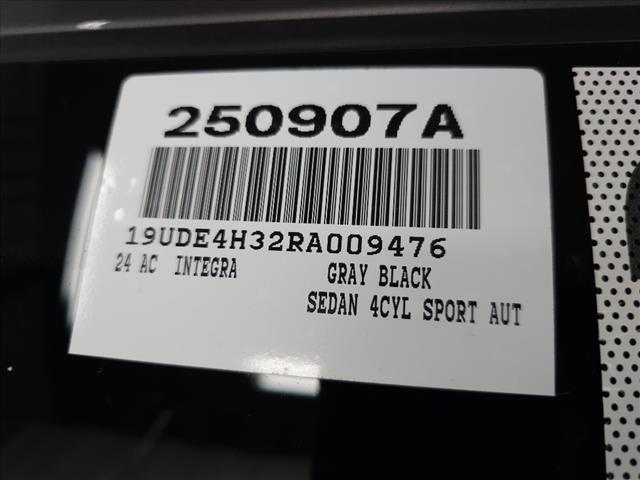 250907A
19UDE4H32RA009476
24 AC INTEGRA GRAY BLACK
SEDAN 4CYL SPORT AUT